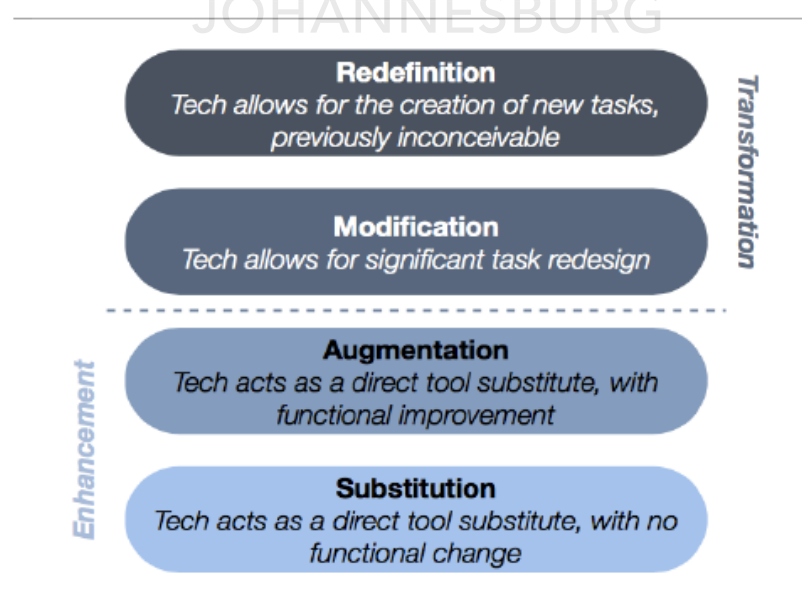 JOHANNESBURG
Redefinition
Tech allows for the creation of new tasks,
previously inconceivable
Modification
Tech allows for significant task redesign
Transformation
Augmentation
Tech acts as a direct tool substitute, with
functional improvement
Substitution
Tech acts as a direct tool substitute, with no
functional change
Enhancement